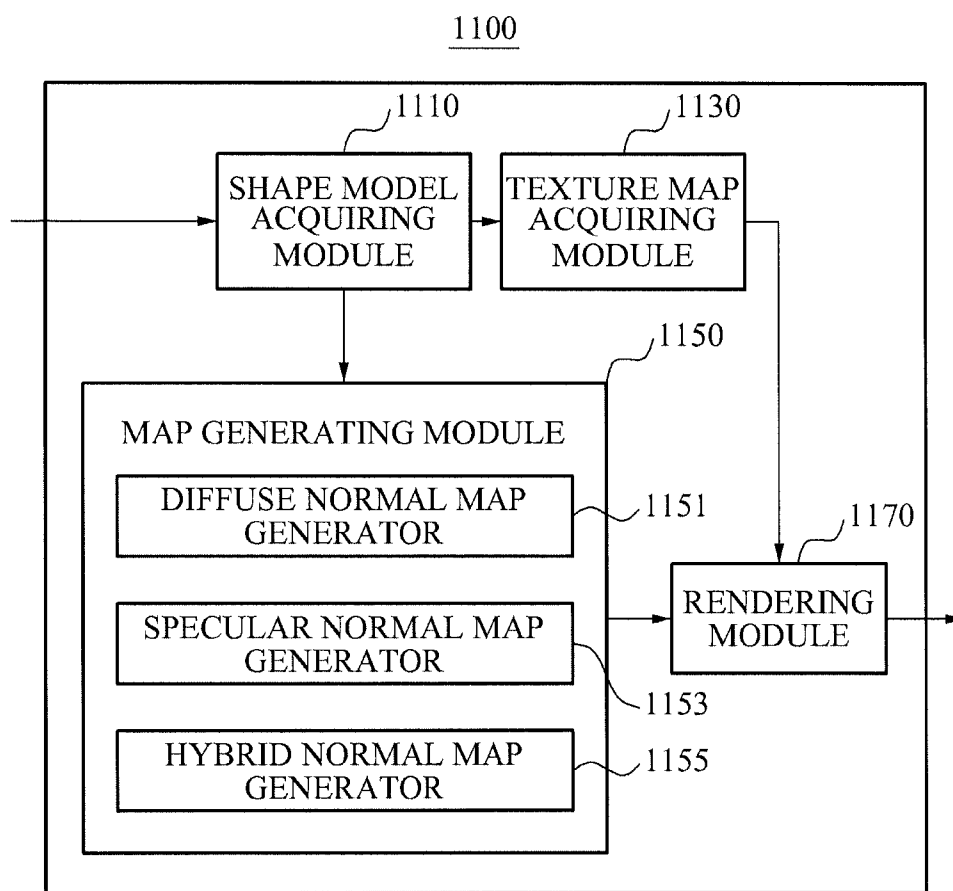 1100
1110
1130
SHAPE MODEL
ACQUIRING
MODULE
TEXTURE MAP
ACQUIRING
MODULE
1150
MAP GENERATING MODULE
DIFFUSE NORMAL MAP
GENERATOR
1151
1170
SPECULAR NORMAL MAP
GENERATOR
1153
RENDERING
MODULE
HYBRID NORMAL MAP
GENERATOR
1155